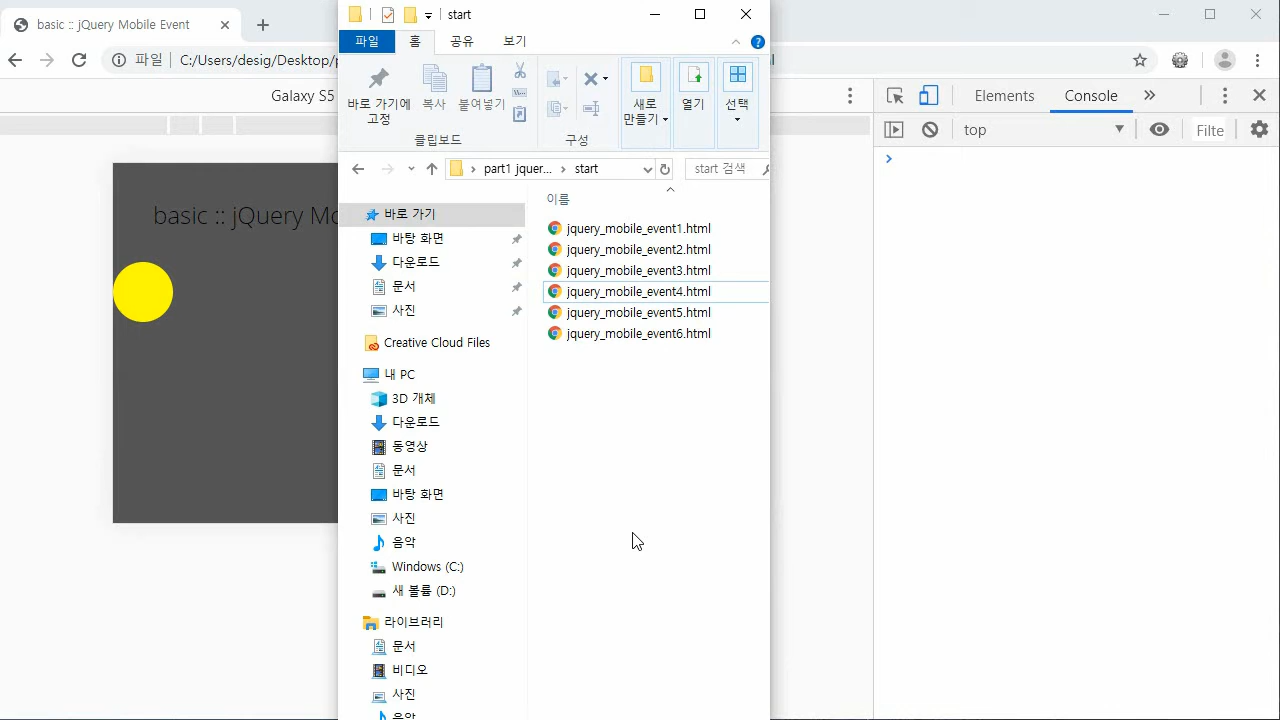 basic :: jQuery Mobile Event
start
파일
홈
공유
보기
파일
C:/Users/desig/Desktop/
Galaxy S5
바로 가기에
고정
복사
붙여넣기
클립보드
구성
새로
만들기
열기
선택
part1 jquer...
start
start 검색
이름
basic :: jQuery Mo
바로 가기
바탕 화면
다운로드
문서
사진
Creative Cloud Files
내 PC
3D 개체
다운로드
동영상
문서
바탕 화면
사진
음악
Windows (C:)
새 볼륨 (D:)
라이브러리
문서
비디오
사진
음악
jquery_mobile_event1.html
jquery_mobile_event2.html
jquery_mobile_event3.html
jquery_mobile_event4.html
jquery_mobile_event5.html
jquery_mobile_event6.html
Elements
Console
top
Filte